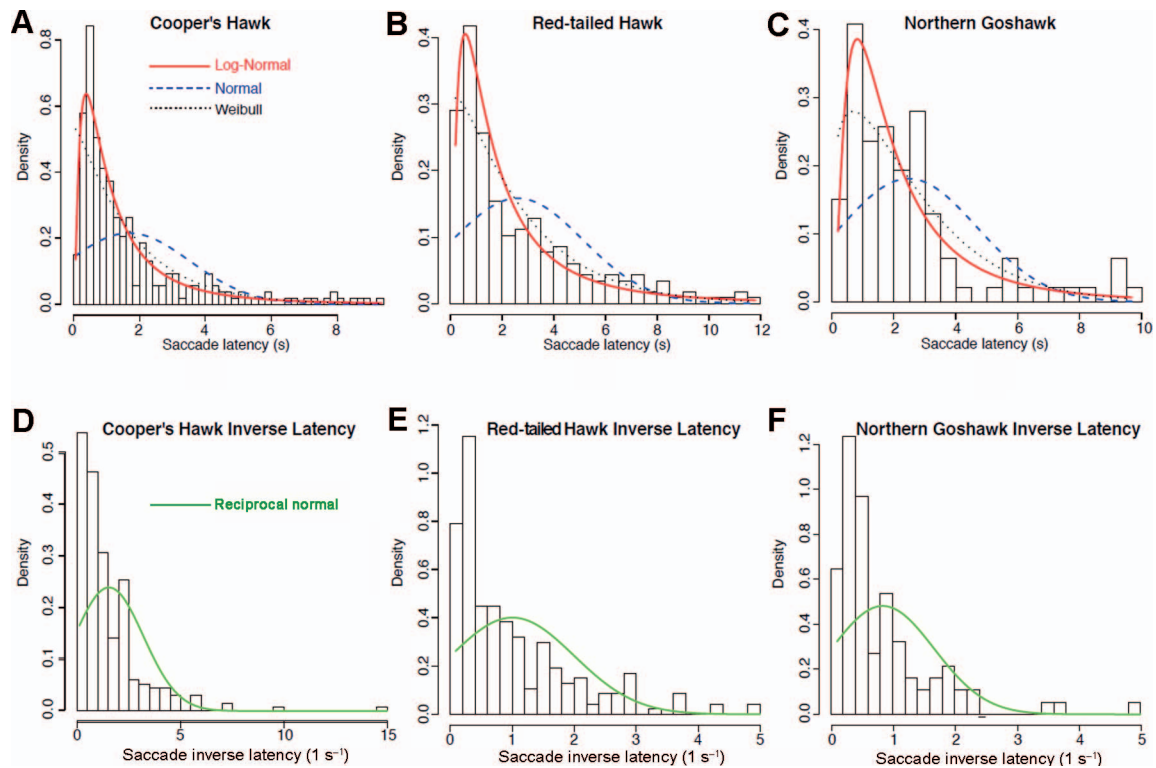 A
Cooper's Hawk
Log-Normal
Normal
Weibull
Density
0.0
0.2
0.4
0.6
0.8
0 2 4 6 8
Saccade latency (s)
B
Red-tailed Hawk
Density
0.0
0.1
0.2
0.3
0.4
0 2 4 6 8 10 12
Saccade latency (s)
C
Northern Goshawk
Density
0.0
0.1
0.2
0.3
0.4
0 2 4 6 8 10
Saccade latency (s)
D
Cooper's Hawk Inverse Latency
Reciprocal normal
Density
0.0
0.1
0.2
0.3
0.4
0.5
0 5 10 15
Saccade inverse latency (1 s⁻¹)
E
Red-tailed Hawk Inverse Latency
Density
0.0
0.2
0.4
0.6
0.8
1.0
1.2
0 1 2 3 4 5
Saccade inverse latency (1 s⁻¹)
F
Northern Goshawk Inverse Latency
Density
0.0
0.2
0.4
0.6
0.8
1.0
1.2
0 1 2 3 4 5
Saccade inverse latency (1 s⁻¹)